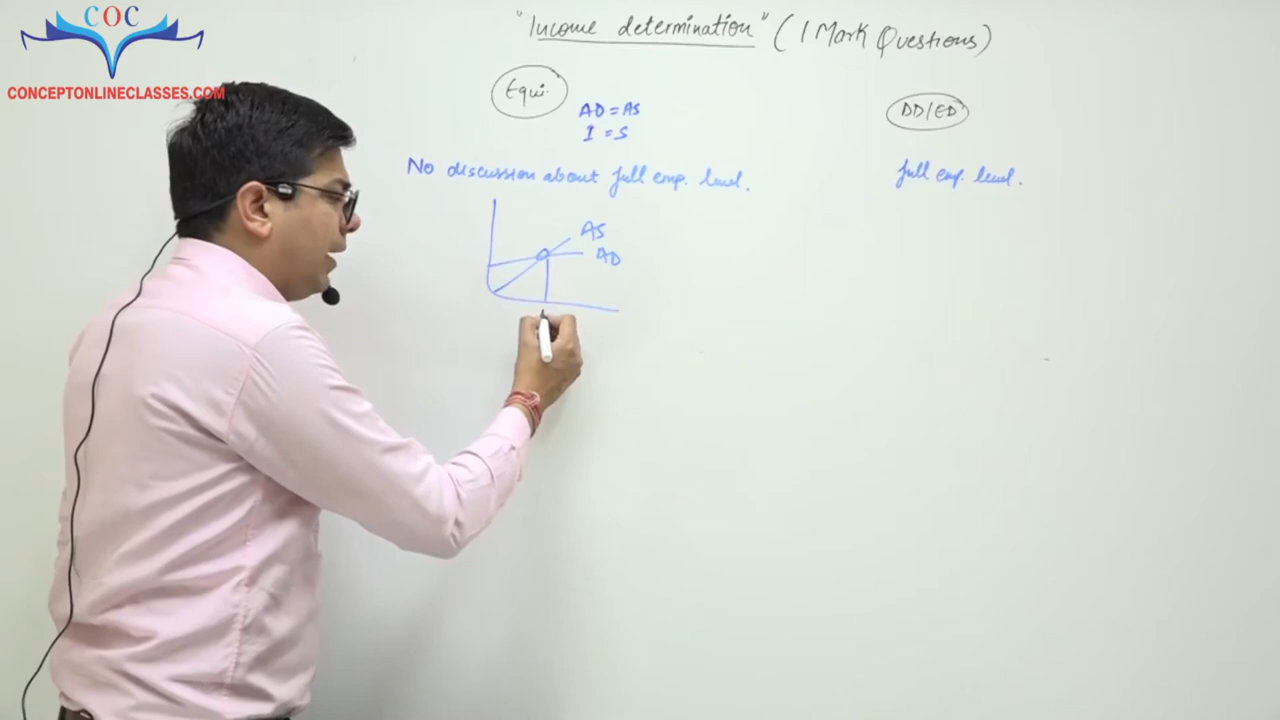 COC
CONCEPTONLINECLASSES.COM
"Income determination" (1 Mark Questions)
Equi.
AD = AS
I = S
No discussion about full emp. level.
AS
AD
DD/ED
full emp. level.